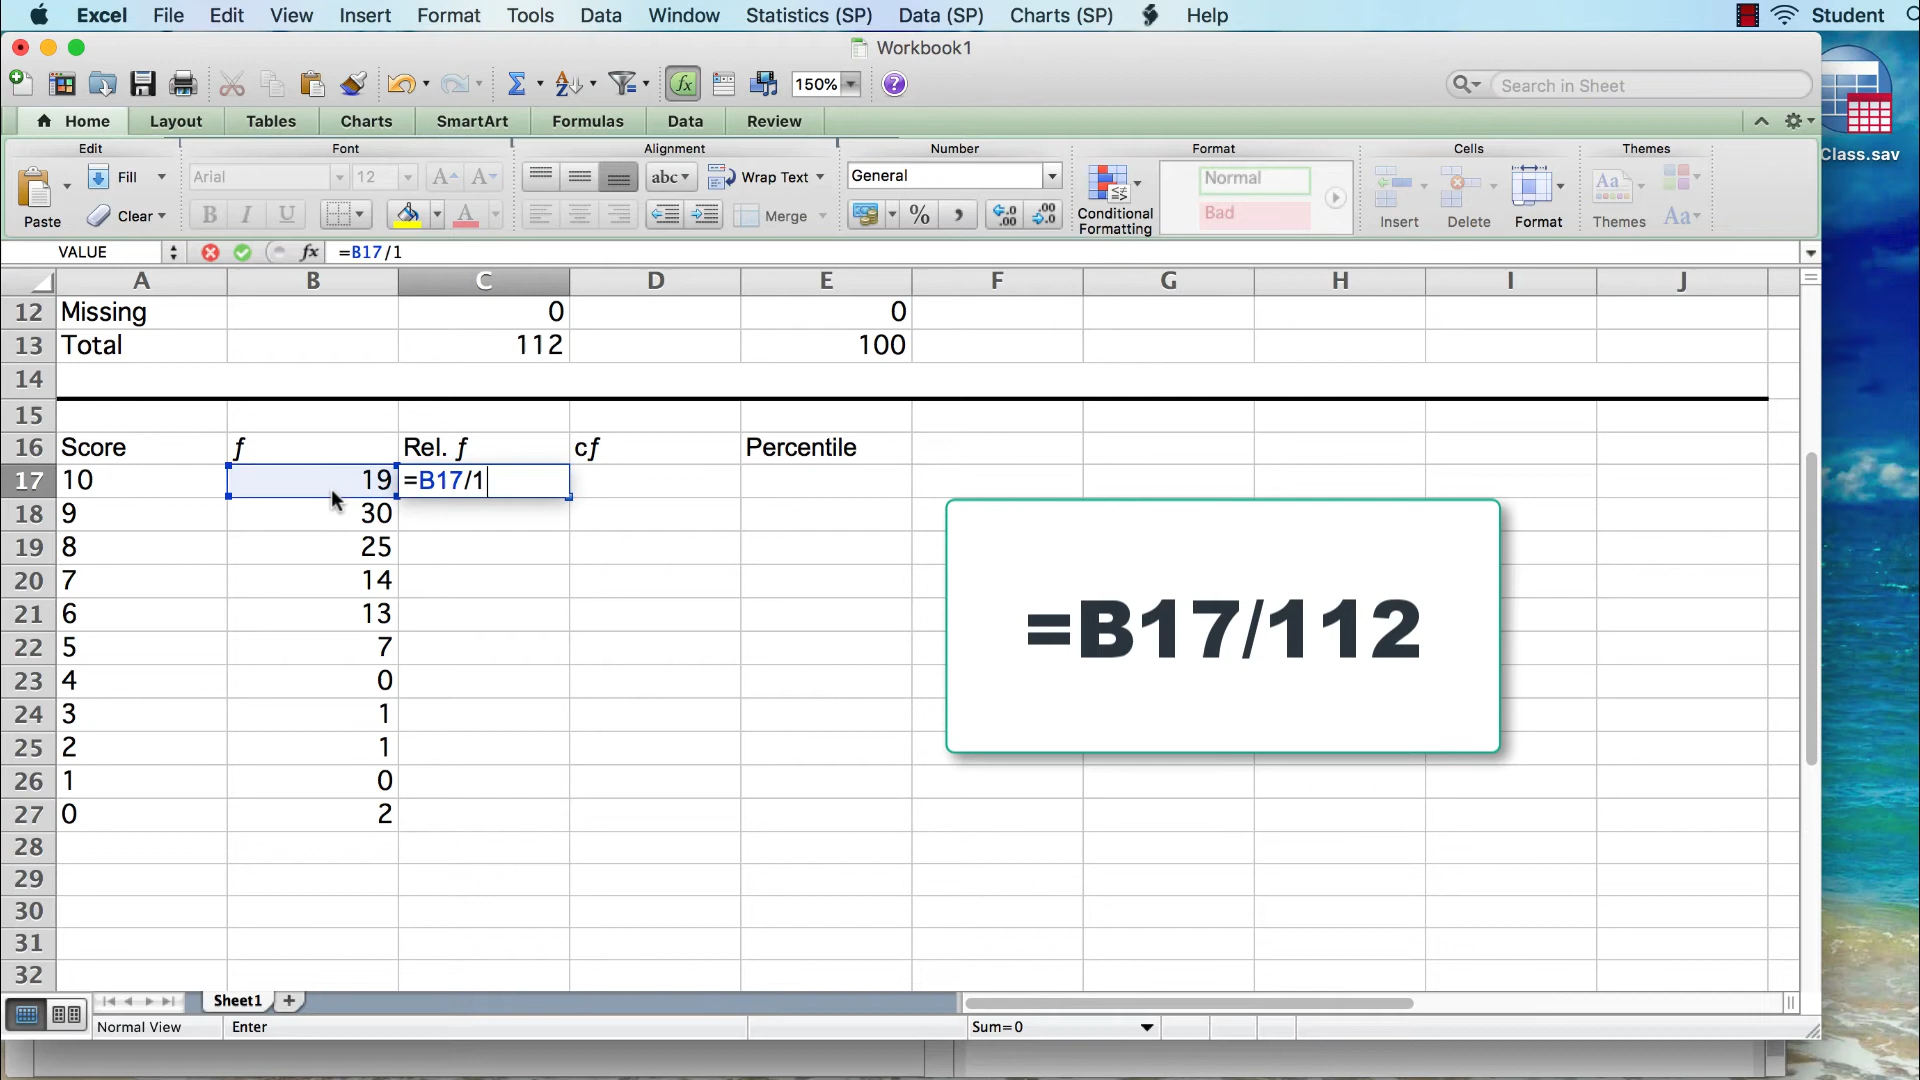 Excel File Edit View Insert Format Tools Data Window Statistics (SP) Data (SP) Charts (SP) Help Student
Workbook1
150% Search in Sheet
Home Layout Tables Charts SmartArt Formulas Data Review
Class.sav
Edit Font Alignment Number Format Cells Themes
Fill Arial 12 abc Wrap Text General Normal
Paste Clear B I U Merge % Conditional Formatting Bad Insert Delete Format Themes Aa
VALUE fx =B17/1
A B C D E F G H I J
12 Missing 0 0
13 Total 112 100
14
15
16 Score ƒ Rel. ƒ cƒ Percentile
17 10 19 =B17/1
18 9 30
19 8 25
20 7 14
21 6 13
22 5 7
23 4 0
24 3 1
25 2 1
26 1 0
27 0 2
28
29
30
31
32
=B17/112
Sheet1
Normal View Enter Sum=0